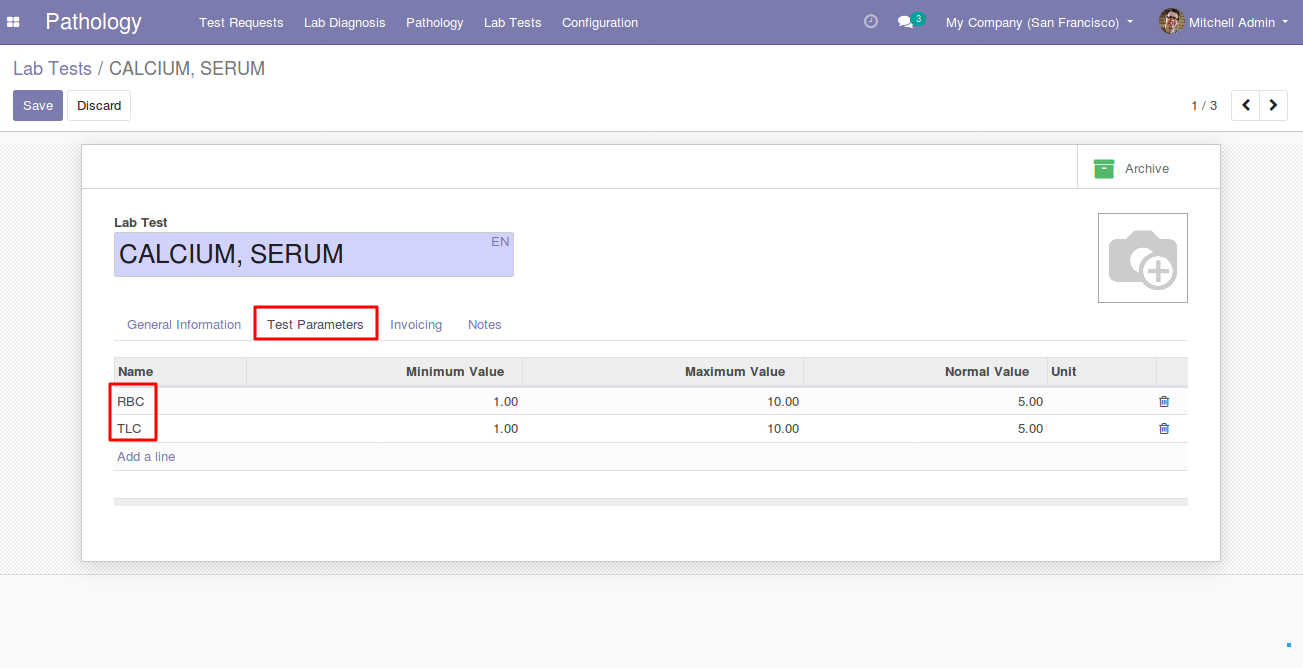 Pathology Test Requests Lab Diagnosis Pathology Lab Tests Configuration 3 My Company (San Francisco) Mitchell Admin
Lab Tests / CALCIUM, SERUM
Save Discard 1 / 3
Archive
Lab Test
CALCIUM, SERUM EN
General Information Test Parameters Invoicing Notes
Name Minimum Value Maximum Value Normal Value Unit
RBC 1.00 10.00 5.00
TLC 1.00 10.00 5.00
Add a line